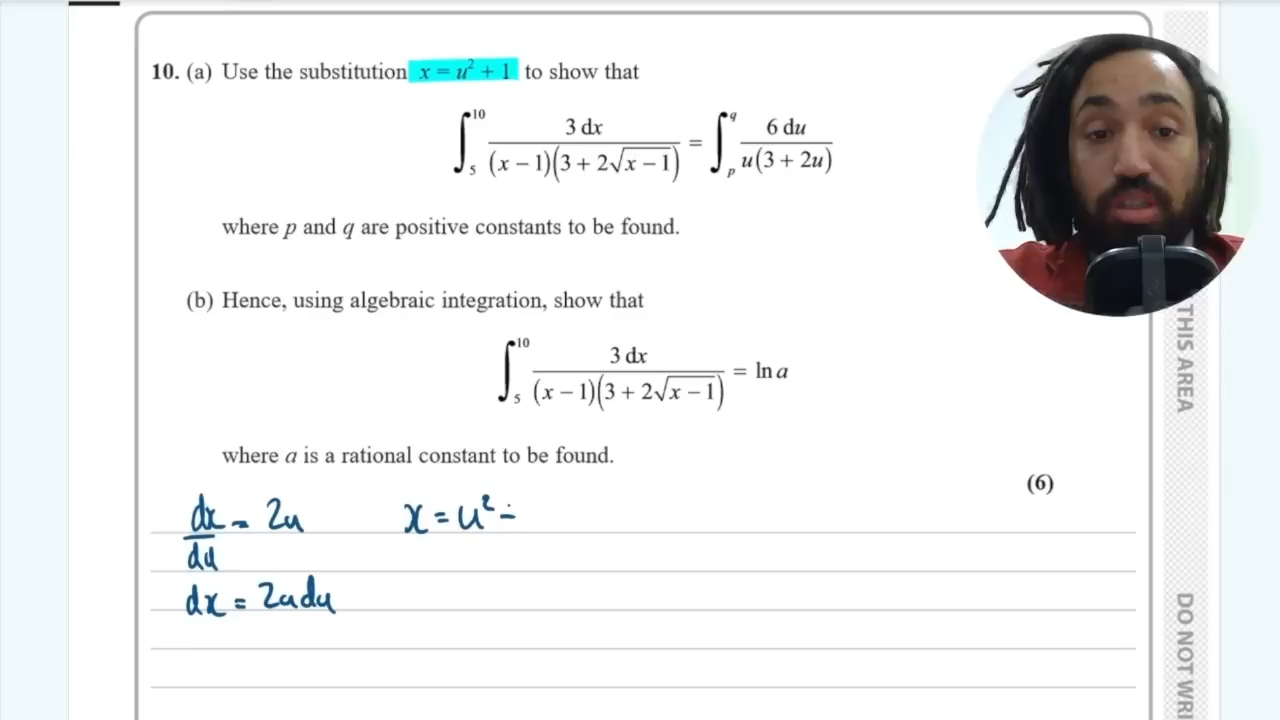 10. (a) Use the substitution x = u² + 1 to show that
∫₅¹⁰ 3 dx / ((x − 1)(3 + 2√(x − 1))) = ∫ₚ^q 6 du / (u(3 + 2u))
where p and q are positive constants to be found.
(b) Hence, using algebraic integration, show that
∫₅¹⁰ 3 dx / ((x − 1)(3 + 2√(x − 1))) = ln a
where a is a rational constant to be found.
(6)
dx/du = 2u
dx = 2u du
x = u² -
THIS AREA
DO NOT WRI